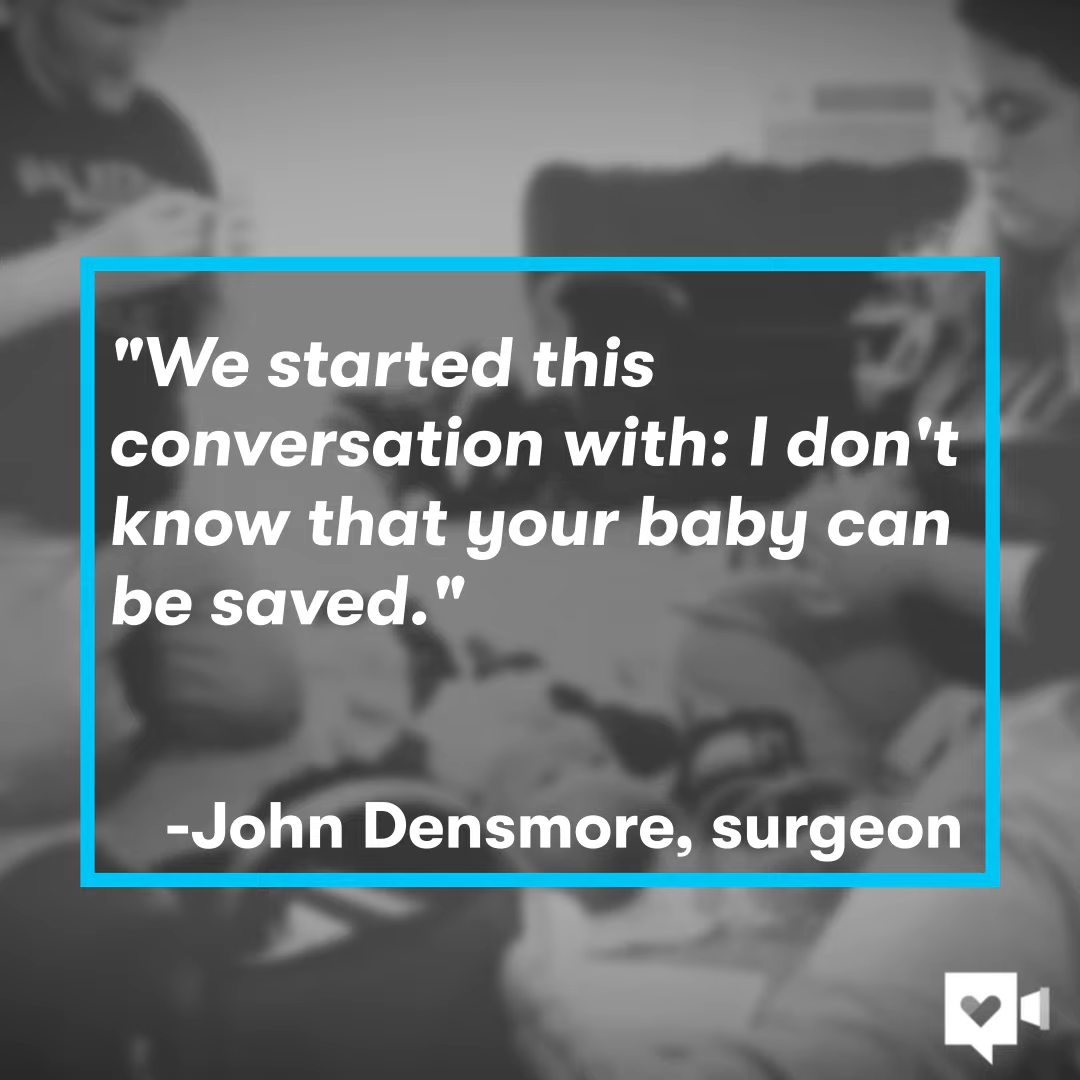 "We started this
conversation with: I don't
know that your baby can
be saved."
-John Densmore, surgeon